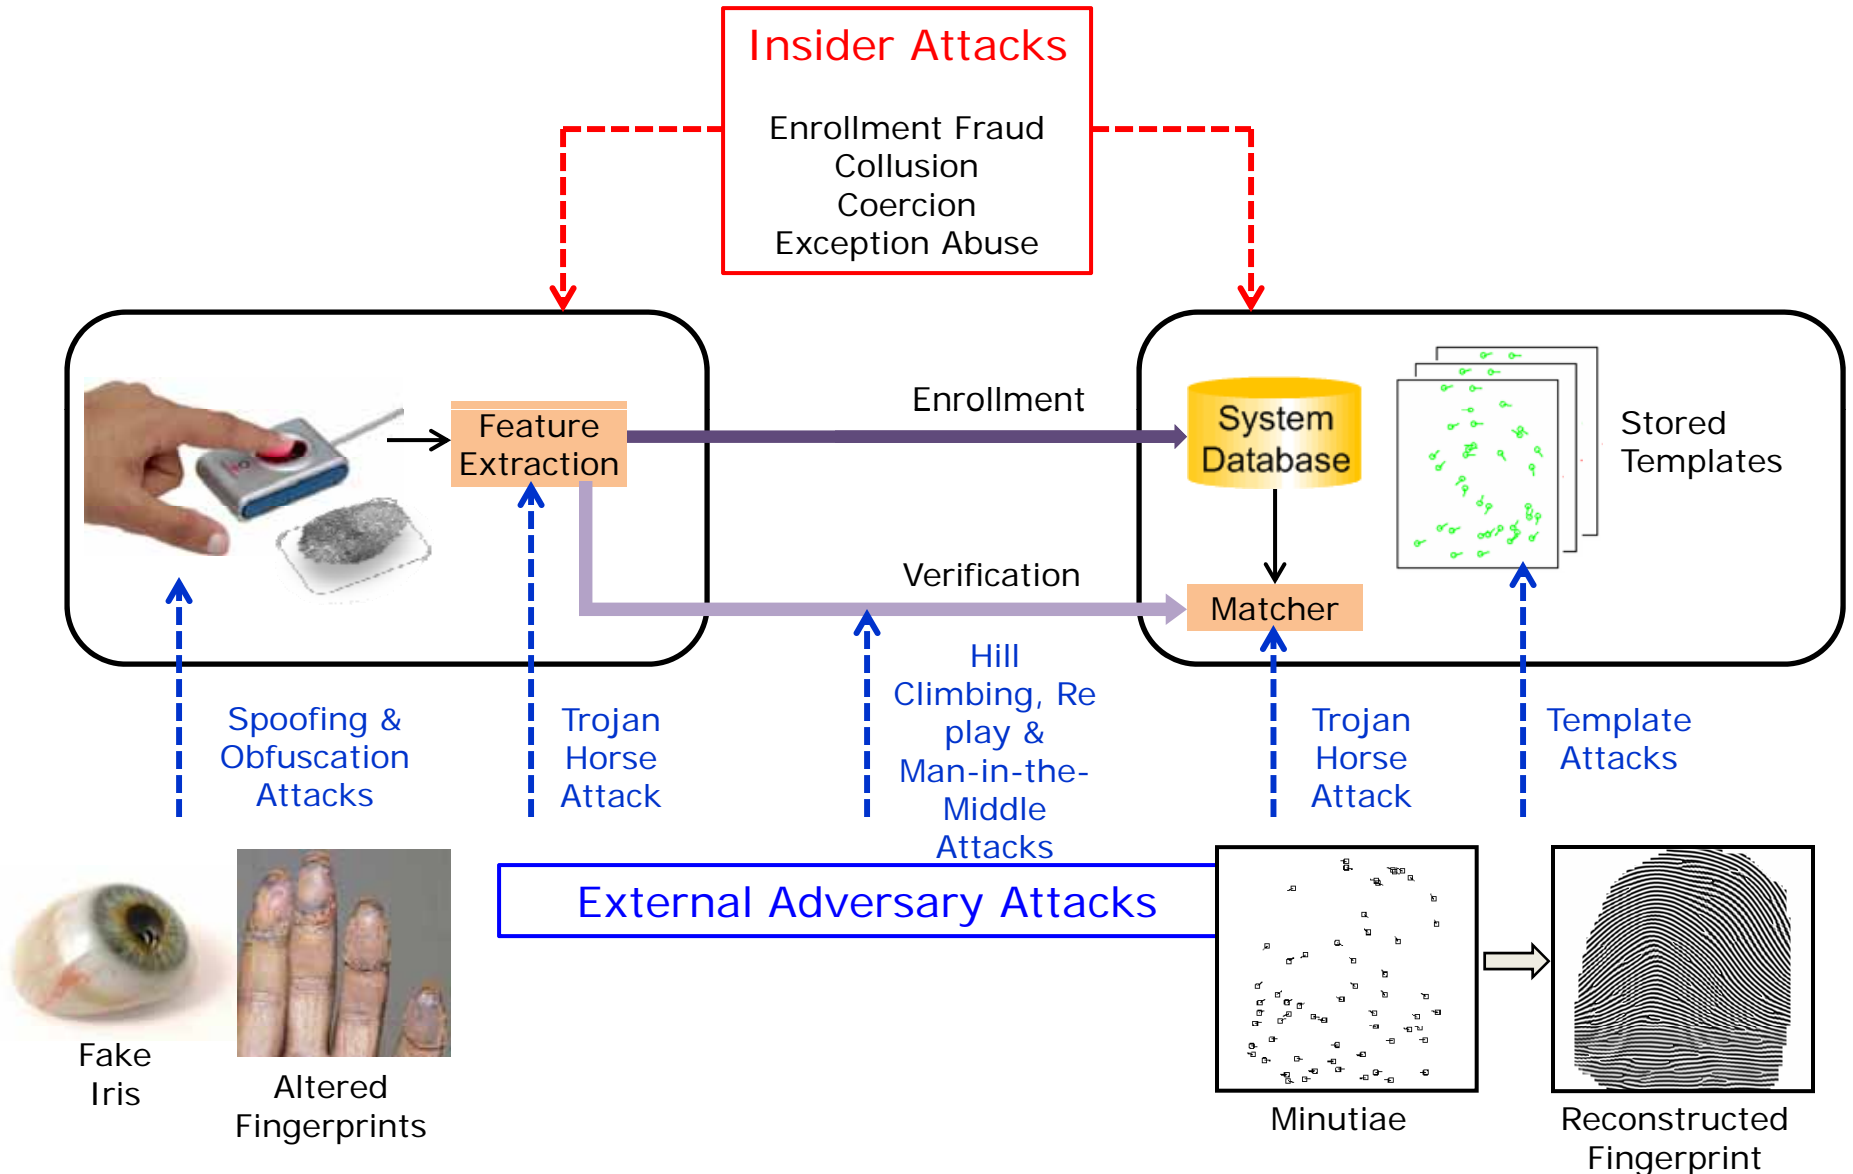 Insider Attacks
Enrollment Fraud
Collusion
Coercion
Exception Abuse
Feature
Extraction
Enrollment
System
Database
Stored
Templates
Verification
Matcher
Spoofing &
Obfuscation
Attacks
Trojan
Horse
Attack
Hill
Climbing, Re
play &
Man-in-the-
Middle
Attacks
Trojan
Horse
Attack
Template
Attacks
External Adversary Attacks
Fake
Iris
Altered
Fingerprints
Minutiae
Reconstructed
Fingerprint